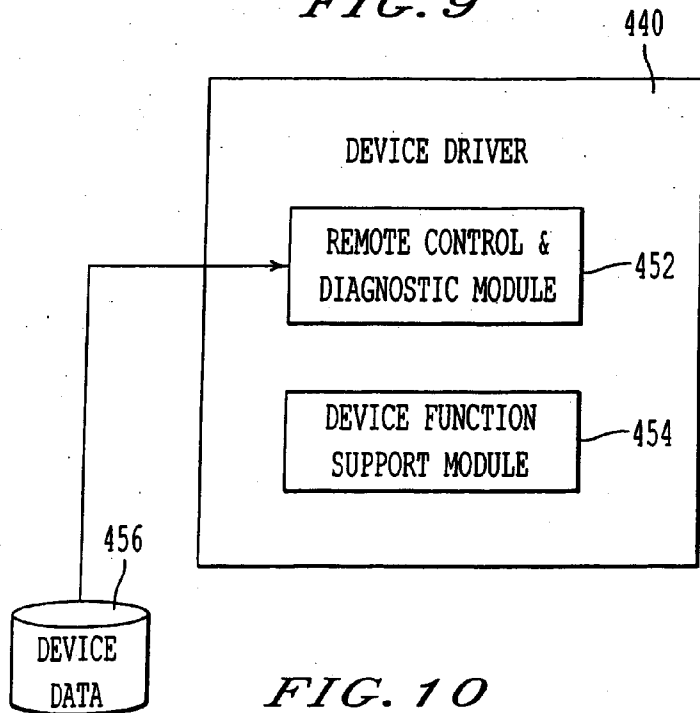 FIG. 9
440
DEVICE DRIVER
REMOTE CONTROL &
DIAGNOSTIC MODULE
452
DEVICE FUNCTION
SUPPORT MODULE
454
456
DEVICE
DATA
FIG. 10